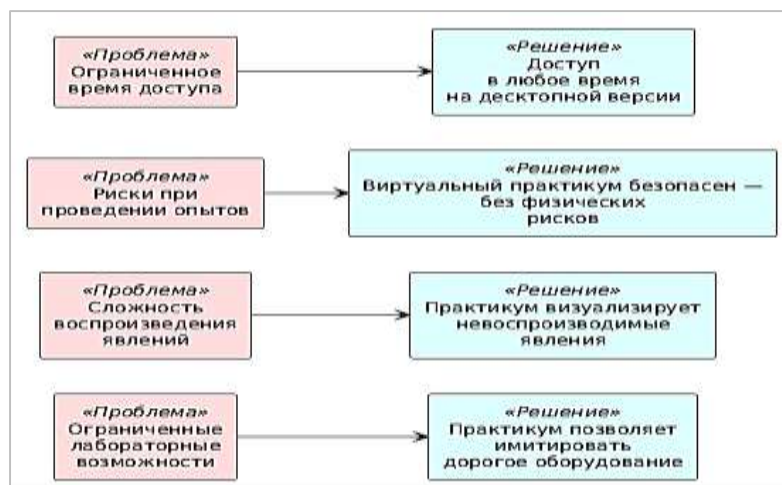 «Проблема»
Ограниченное
время доступа
«Решение»
Доступ
в любое время
на десктопной версии
«Проблема»
Риски при
проведении опытов
«Решение»
Виртуальный практикум безопасен —
без физических
рисков
«Проблема»
Сложность
воспроизведения
явлений
«Решение»
Практикум визуализирует
невоспроизводимые
явления
«Проблема»
Ограниченные
лабораторные
возможности
«Решение»
Практикум позволяет
имитировать
дорогое оборудование